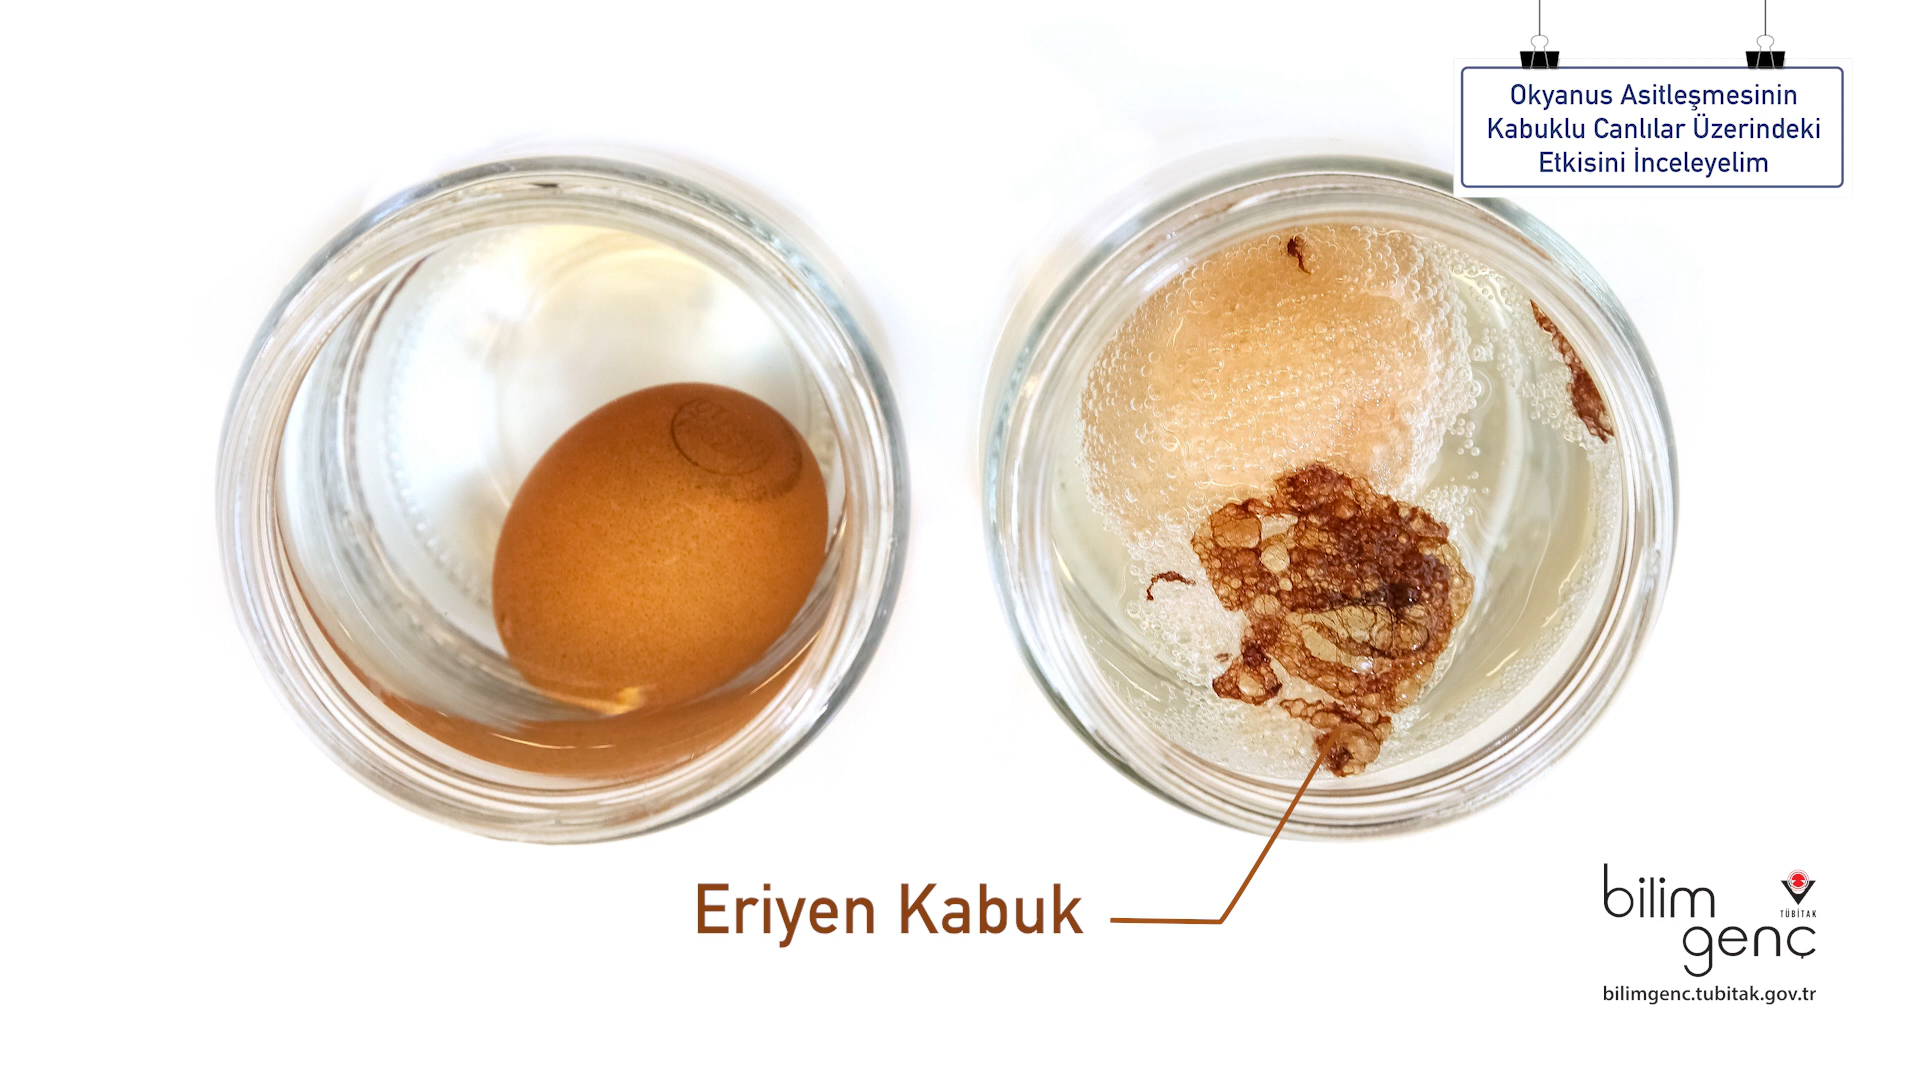 Okyanus Asitleşmesinin
Kabuklu Canlılar Üzerindeki
Etkisini İnceleyelim
Eriyen Kabuk
bilim
genç
TÜBİTAK
bilimgenc.tubitak.gov.tr